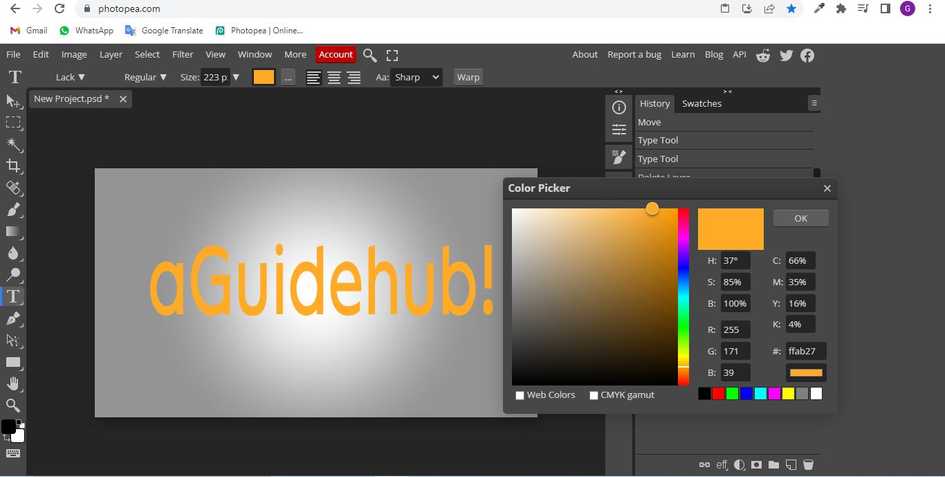 photopea.com
G
Gmail WhatsApp Google Translate Photopea | Onlline...
File Edit Image Layer Select Filter View Window More Account About Report a bug Learn Blog API
T Lack ▼ Regular ▼ Size: 223 p ▼ ... Aa: Sharp Warp
New Project.psd *
< > > <
History Swatches
Move
Type Tool
Type Tool
Delete Layer
Color Picker
OK
H: 37° C: 66%
S: 85% M: 35%
B: 100% Y: 16%
K: 4%
R: 255
G: 171 #: ffab27
B: 39
Web Colors CMYK gamut
aGuidehub!
T
eff